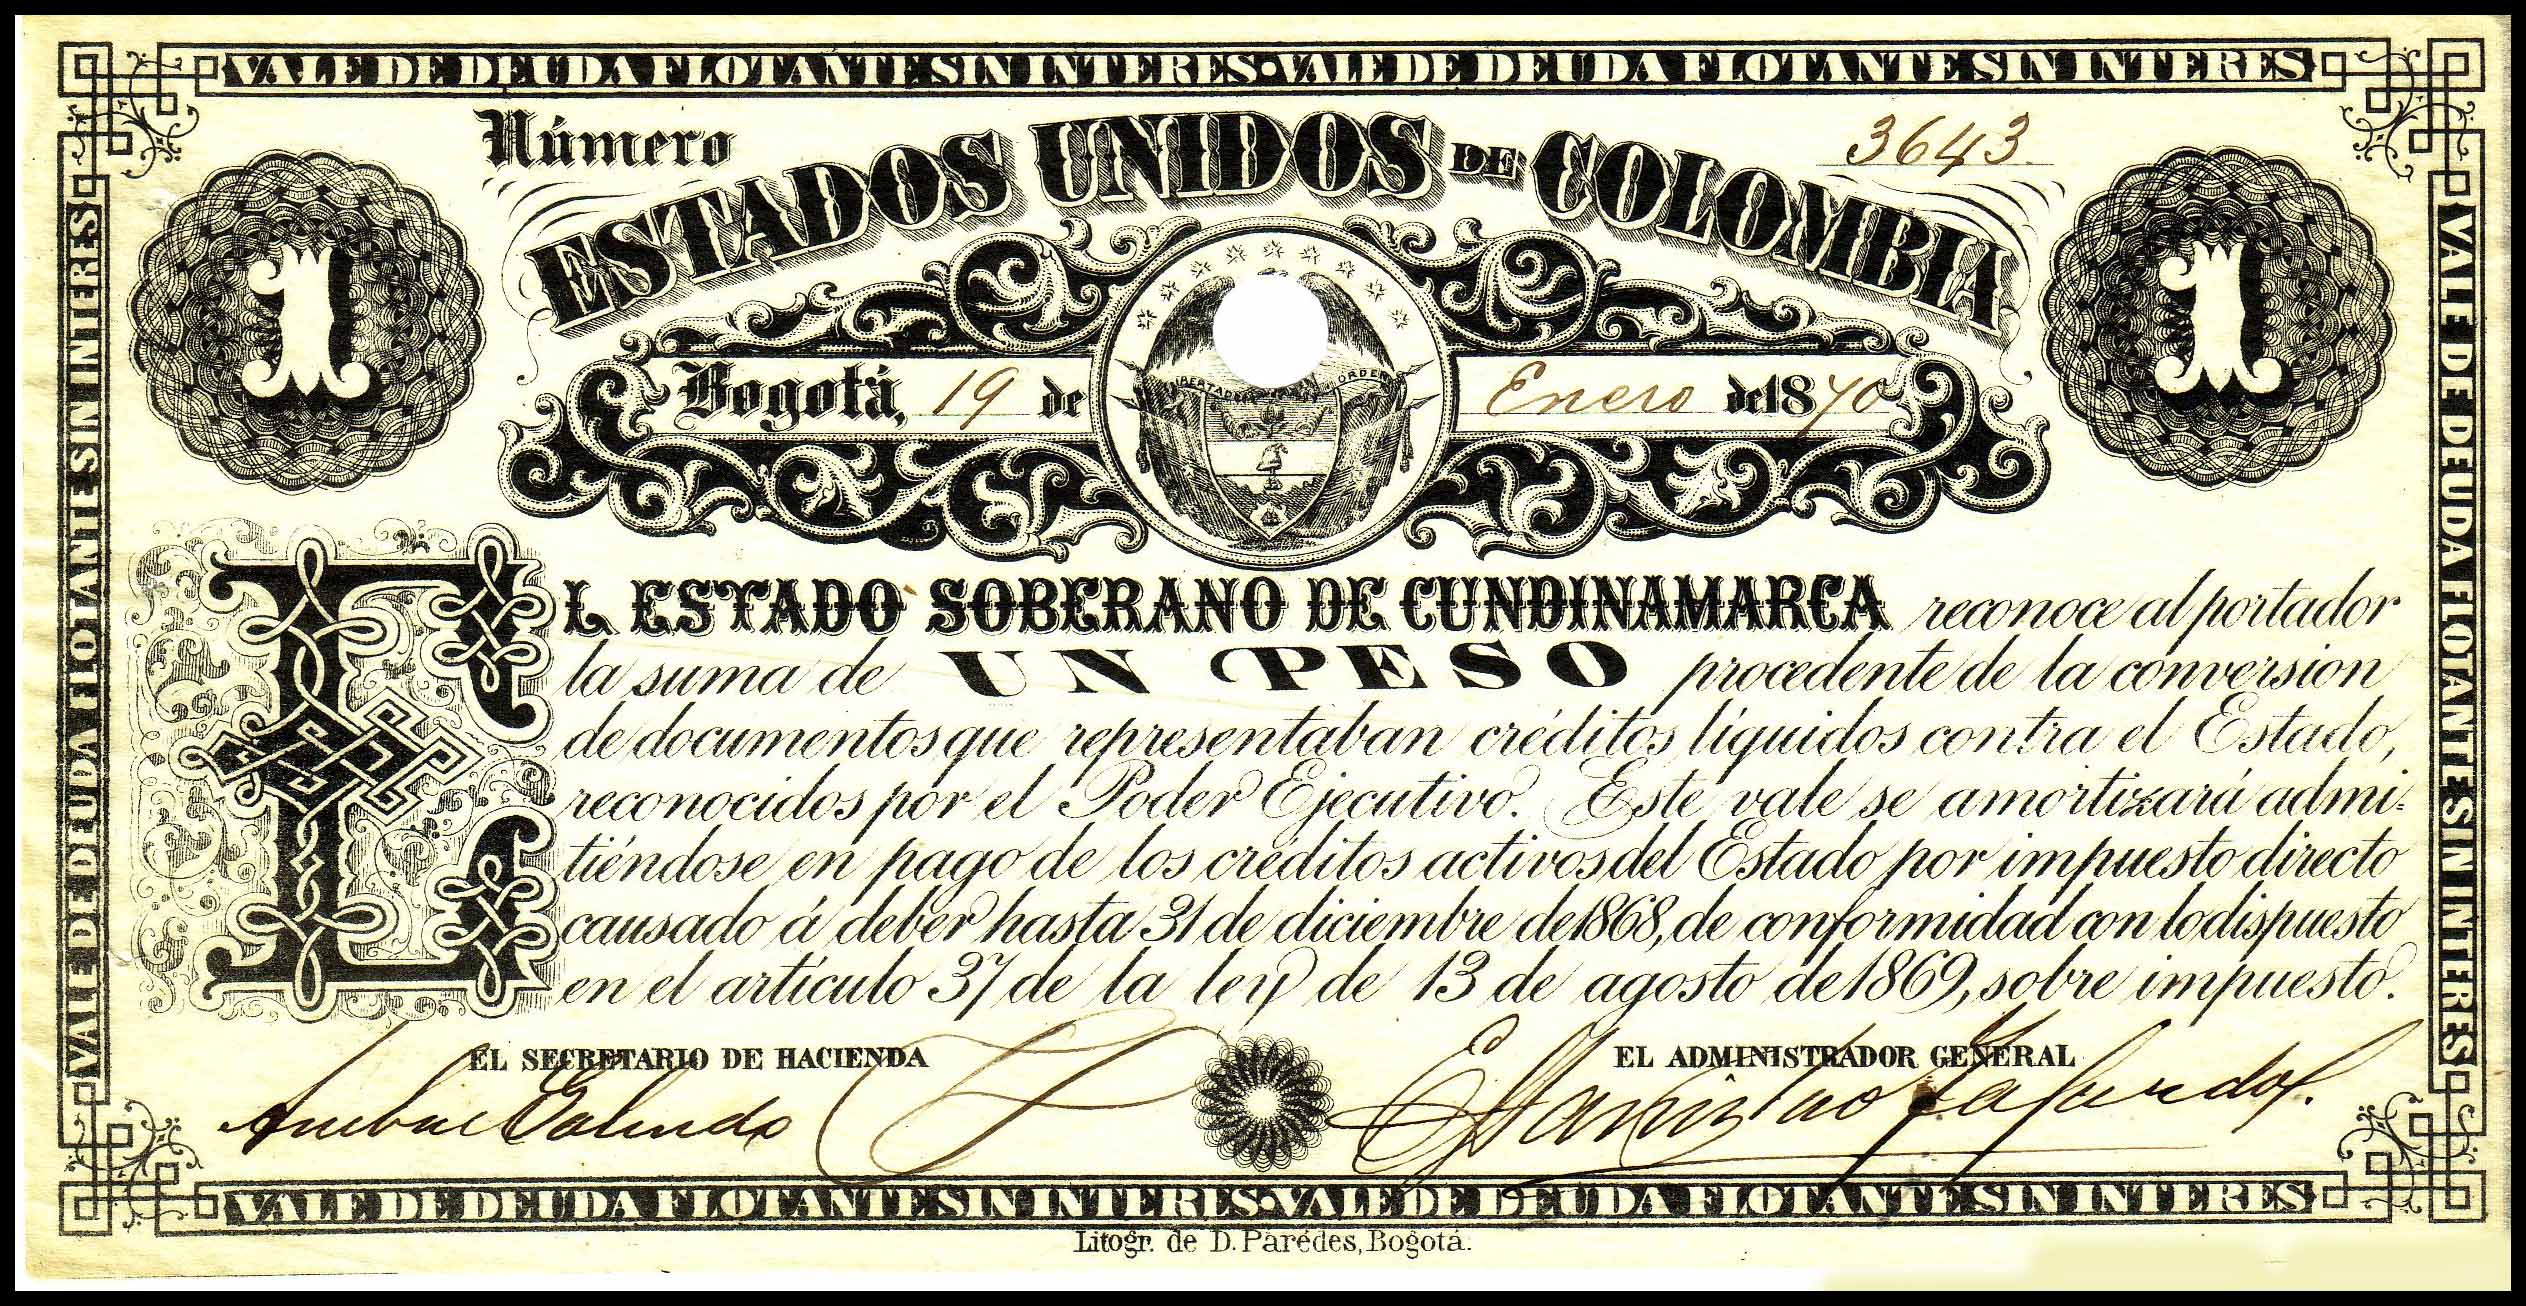 VALE DE DEUDA FLOTANTE SIN INTERES·VALE DE DEUDA FLOTANTE SIN INTERES
VALE DE DEUDA FLOTANTE SIN INTERES
VALE DE DEUDA FLOTANTE SIN INTERES
Número 3643
ESTADOS UNIDOS DE COLOMBIA
1 1
Bogotá, 19 de Enero de 1870
LIBERTAD ORDEN
EL ESTADO SOBERANO DE CUNDINAMARCA reconoce al portador
la suma de UN PESO procedente de la conversion
de documentos que representaban créditos líquidos contra el Estado,
reconocidos por el Poder Ejecutivo. Este vale se amortizará admi-
tiéndose en pago de los créditos activos del Estado por impuesto directo
causado á deber hasta 31 de diciembre de 1868, de conformidad con lo dispuesto
en el artículo 37 de la ley de 13 de agosto de 1869, sobre impuesto.
EL SECRETARIO DE HACIENDA EL ADMINISTRADOR GENERAL
Anibal Galindo
VALE DE DEUDA FLOTANTE SIN INTERES·VALE DE DEUDA FLOTANTE SIN INTERES
Litogr. de D. Parédes, Bogotá.